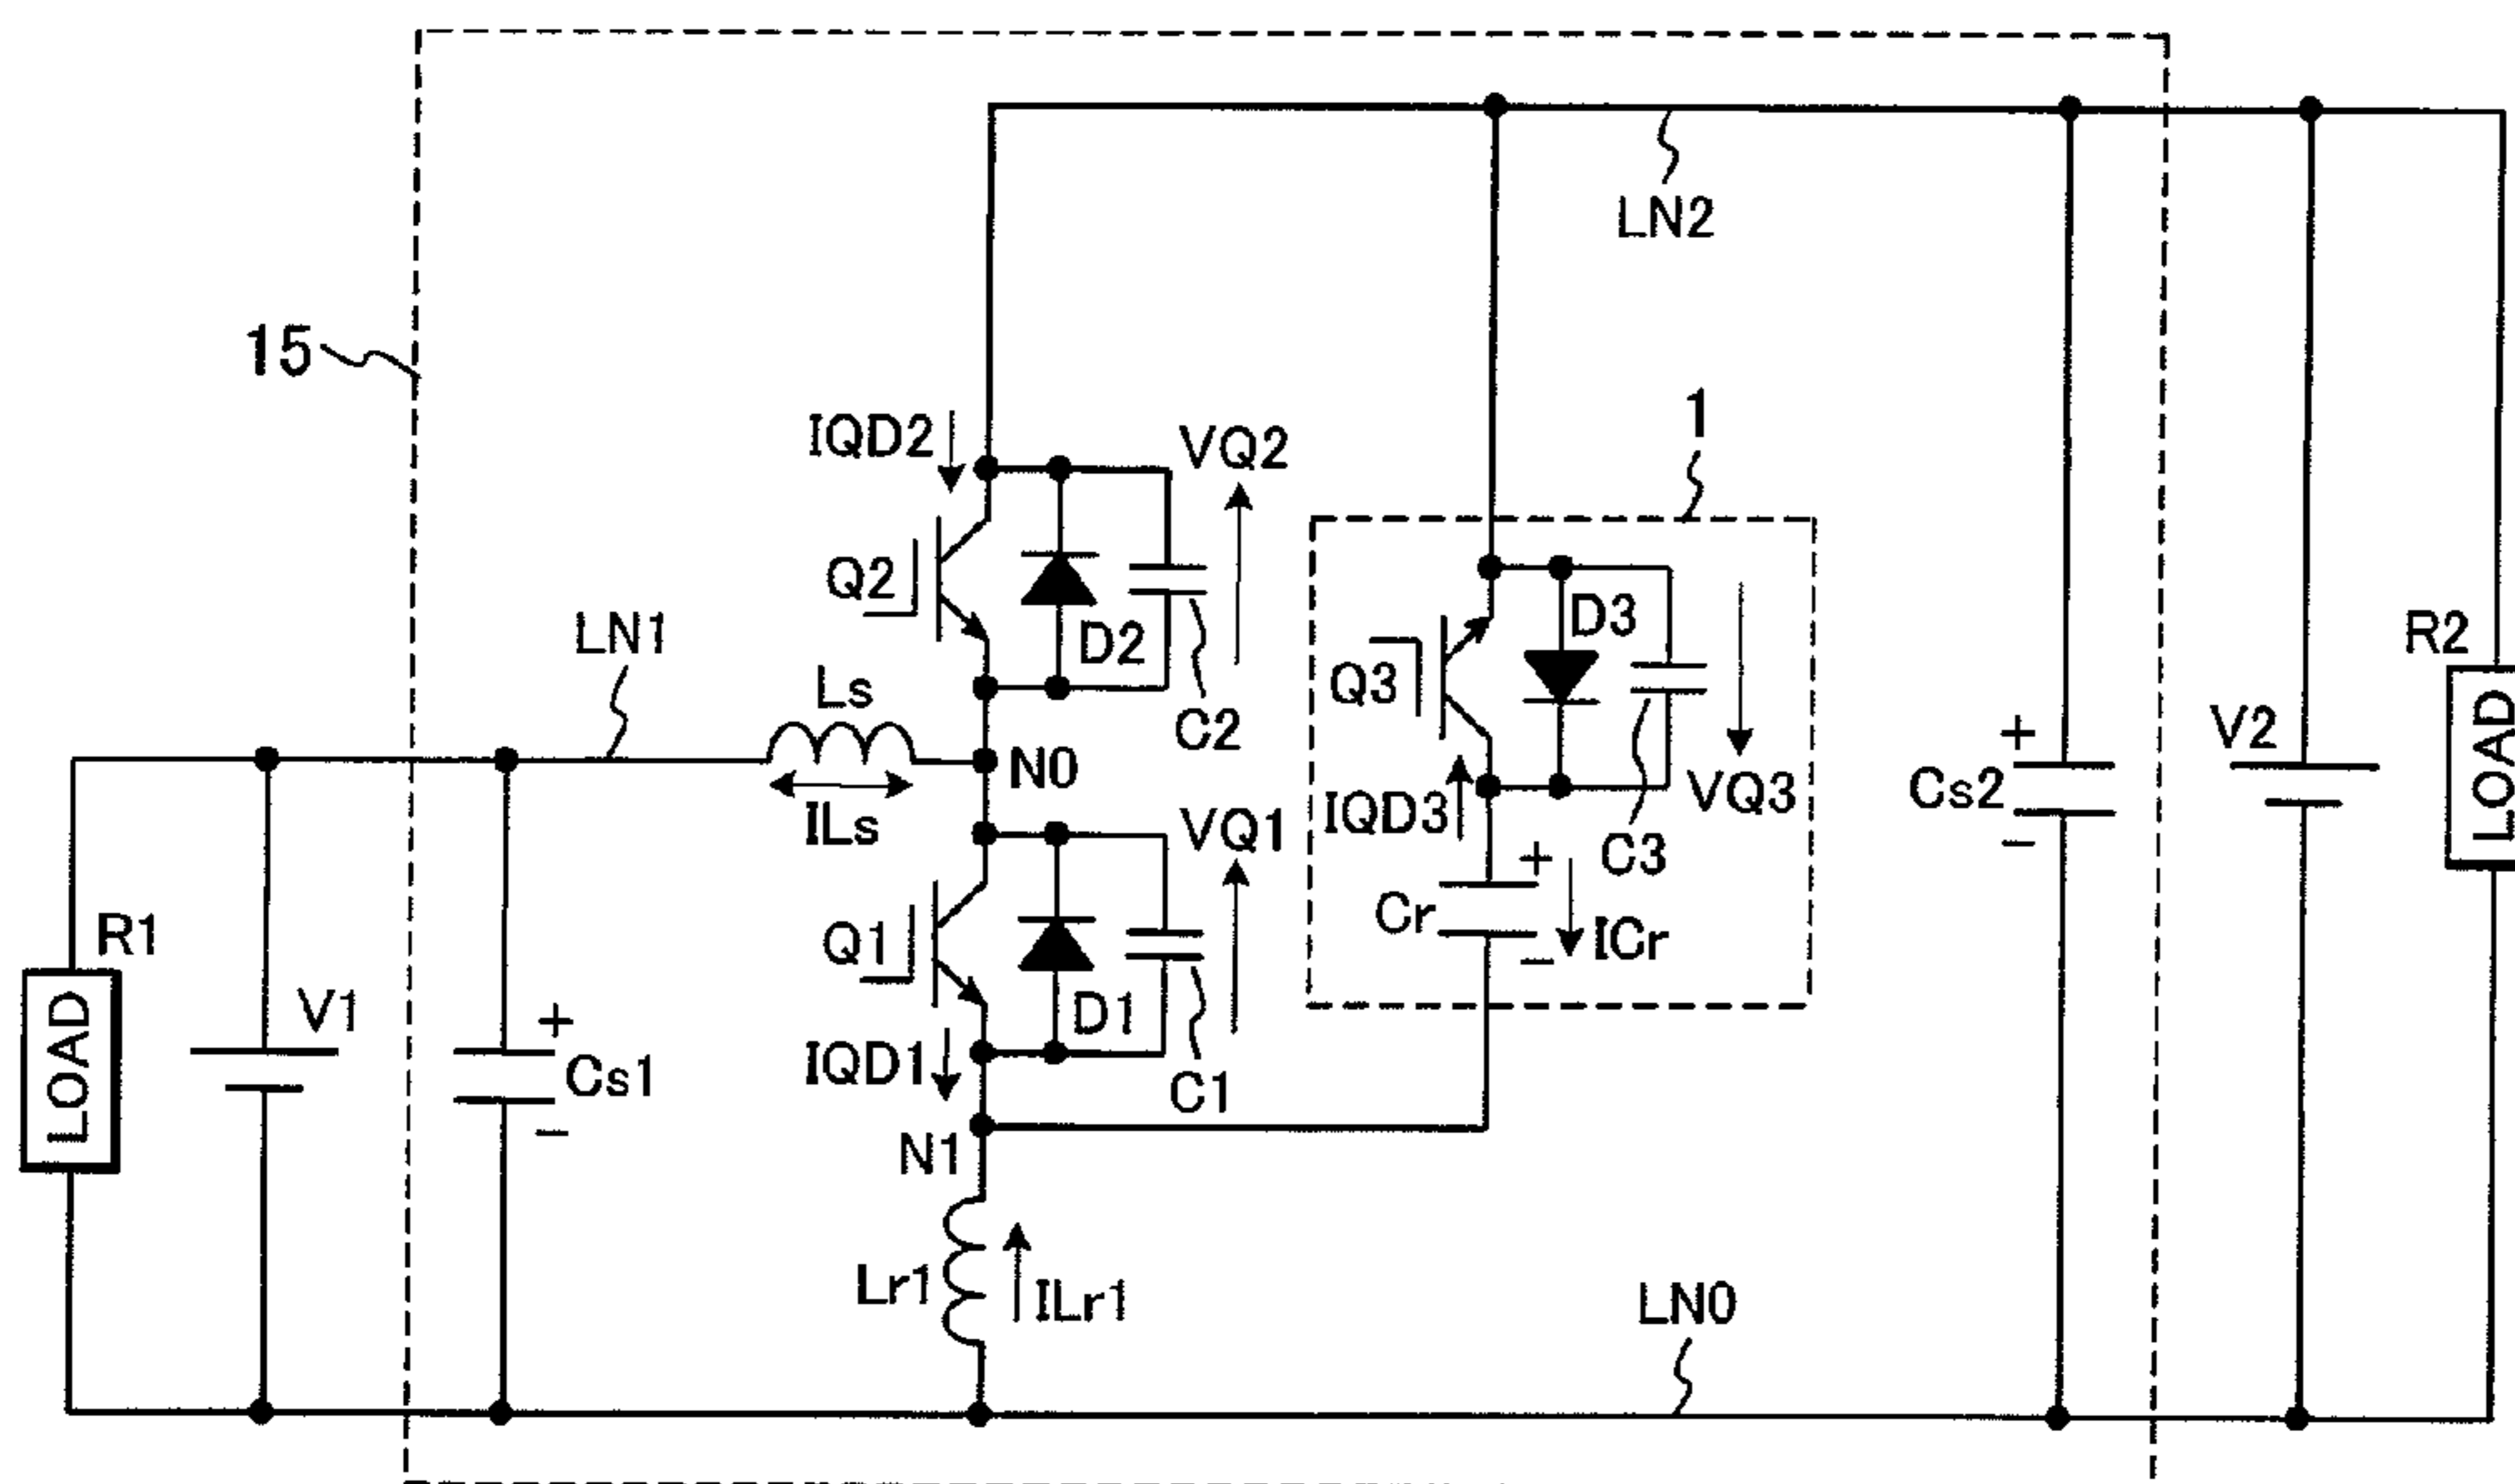 LN2
15
1
IQD2
VQ2
Q2
D2
C2
LN1
Ls
N0
ILs
Q3
D3
VQ3
IQD3
C3
+
Cr
ICr
−
R2
LOAD
V2
+
Cs2
−
VQ1
Q1
D1
IQD1
C1
N1
R1
LOAD
V1
+
Cs1
−
Lr1
ILr1
LN0